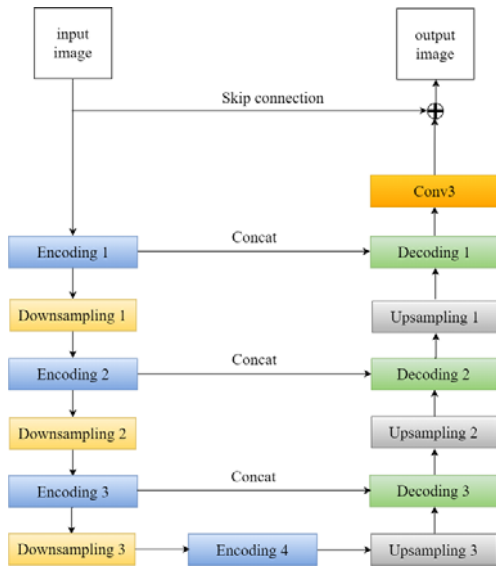 input
image
output
image
Skip connection
Conv3
Encoding 1
Concat
Decoding 1
Downsampling 1
Upsampling 1
Encoding 2
Concat
Decoding 2
Downsampling 2
Upsampling 2
Encoding 3
Concat
Decoding 3
Downsampling 3
Encoding 4
Upsampling 3